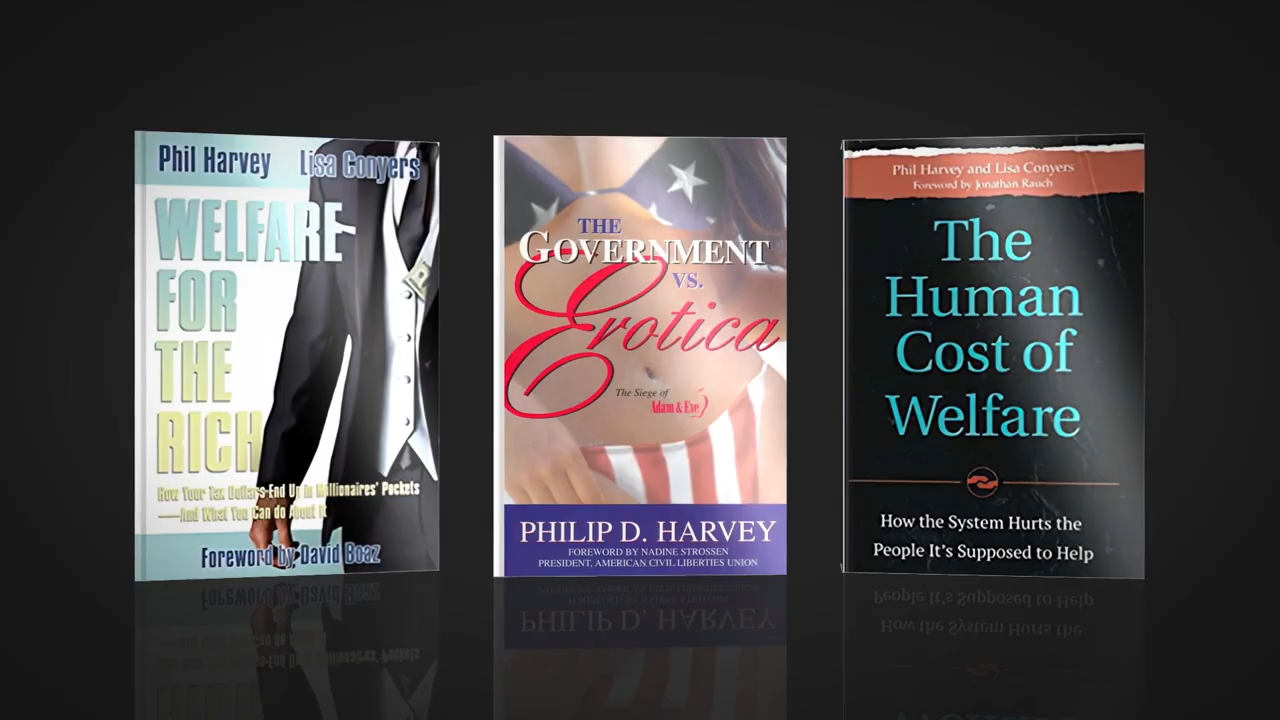 Phil Harvey Lisa Conyers
WELFARE
FOR
THE
RICH
How Your Tax Dollars End Up in Millionaires' Pockets
—And What You Can do About It
Foreword by David Boaz
THE
GOVERNMENT
VS.
Erotica
The Siege of
Adam & Eve
PHILIP D. HARVEY
FOREWORD BY NADINE STROSSEN
PRESIDENT, AMERICAN CIVIL LIBERTIES UNION
Phil Harvey and Lisa Conyers
Foreword by Jonathan Rauch
The
Human
Cost of
Welfare
How the System Hurts the
People It's Supposed to Help